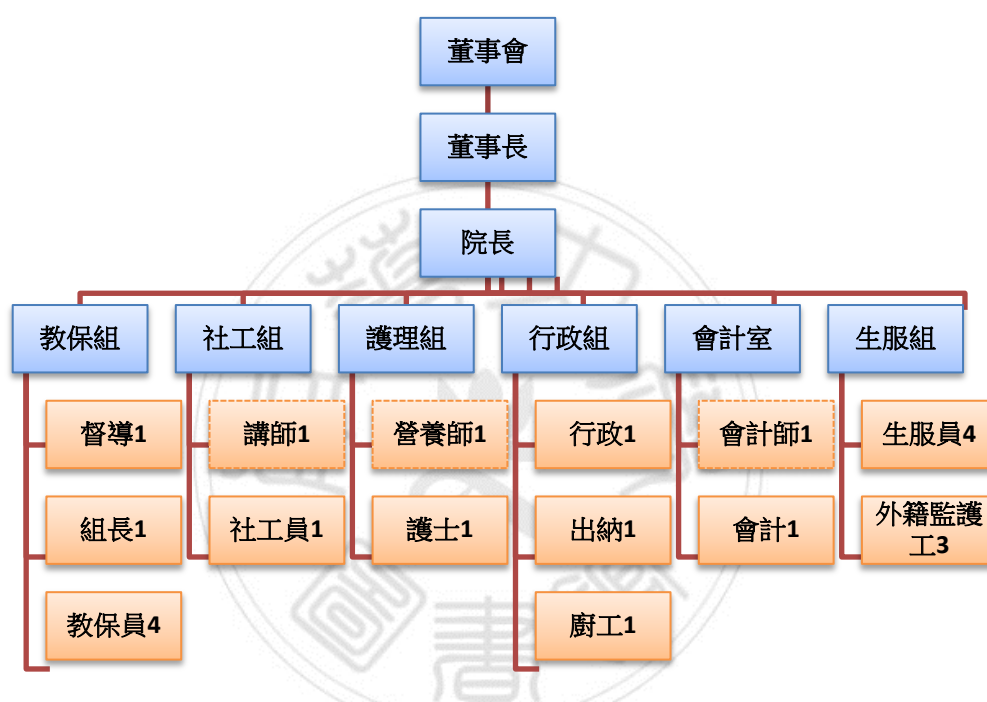 董事會
董事長
院長
教保組
社工組
護理組
行政組
會計室
生服組
督導1
講師1
營養師1
行政1
會計師1
生服員4
組長1
社工員1
護士1
出納1
會計1
外籍監護
工3
教保員4
廚工1